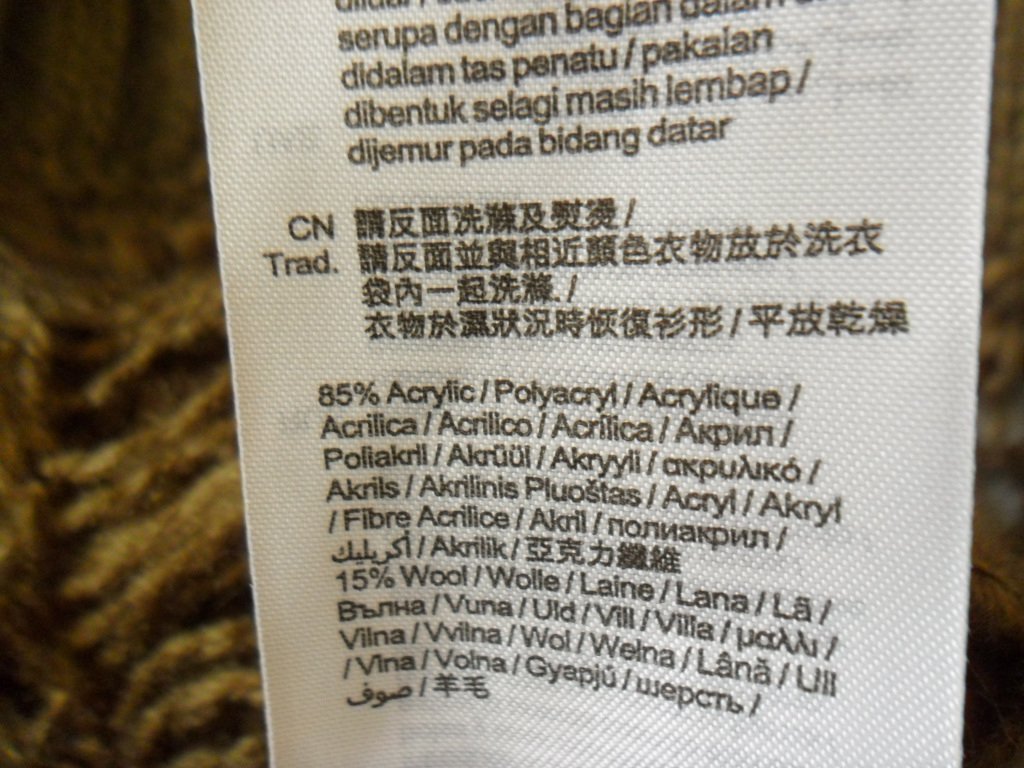 serupa dengan bagian dalam
didalam tas penatu / pakaian
dibentuk selagi masih lembap /
dijemur pada bidang datar
CN Trad.
請反面洗滌及熨燙 /
請反面並與相近顏色衣物放於洗衣
袋內一起洗滌. /
衣物於濕狀況時恢復衫形 / 平放乾燥
85% Acrylic / Polyacryl / Acrylique /
Acrilica / Acrilico / Acrílica / Акрил /
Poliakril / Akrüül / Akryyli / ακρυλικό /
Akrils / Akrilinis Pluoštas / Acryl / Akryl
/ Fibre Acrilice / Akril / полиакрил /
أكريليك / Akrilik / 亞克力纖維
15% Wool / Wolle / Laine / Lana / Lã /
Вълна / Vuna / Uld / Vill / Villa / μαλλι /
Vilna / Vvilna / Wol / Wełna / Lână / Ull
/ Vlna / Volna / Gyapjú / шерсть /
صوف / 羊毛